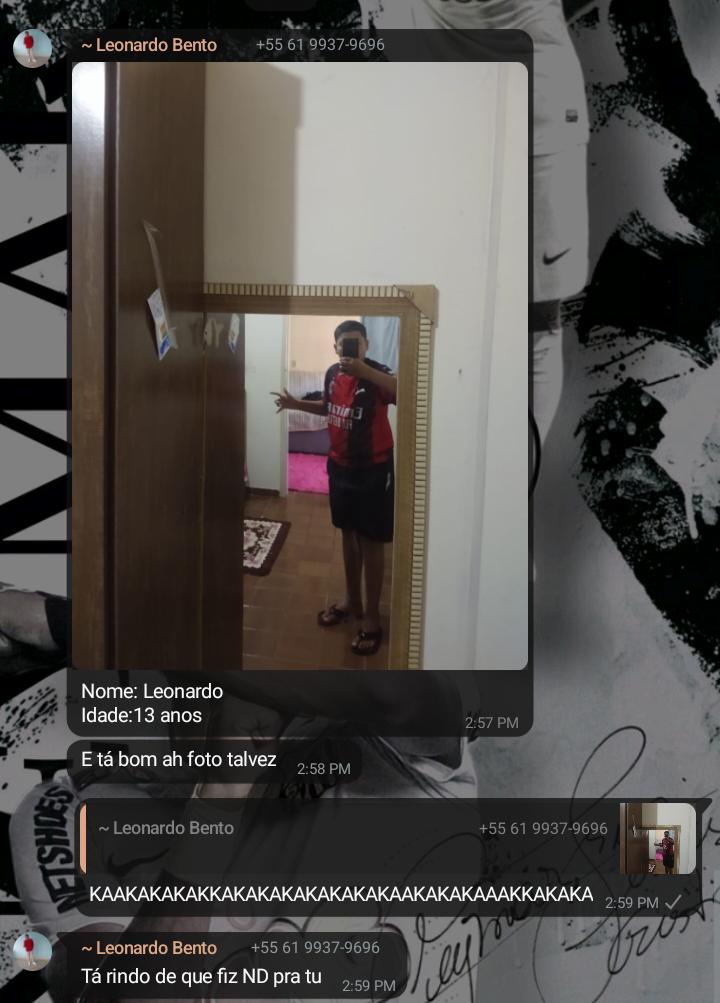 ~ Leonardo Bento +55 61 9937-9696
Nome: Leonardo
Idade:13 anos
2:57 PM
E tá bom ah foto talvez 2:58 PM
~ Leonardo Bento +55 61 9937-9696
KAAKAKAKAKKAKAKAKAKAKAKAKAAKAKAKAAAKKAKAKA 2:59 PM
NETSHOES
~ Leonardo Bento +55 61 9937-9696
Tá rindo de que fiz ND pra tu 2:59 PM